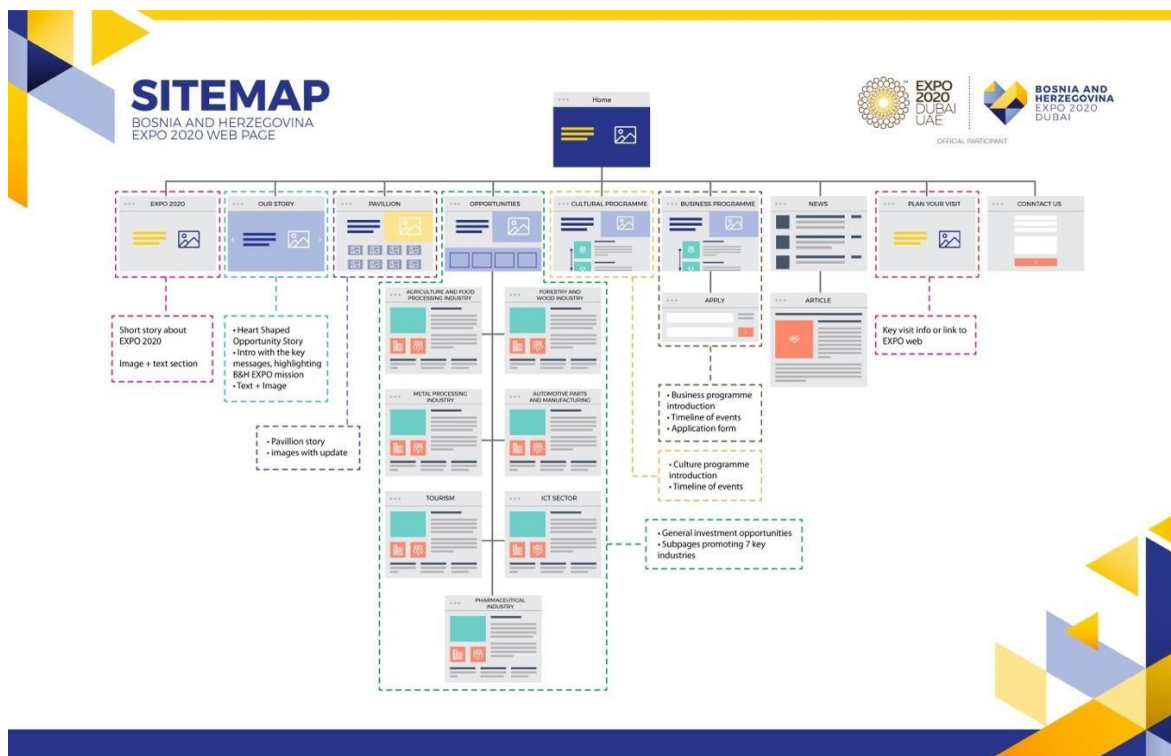 SITEMAP
BOSNIA AND HERZEGOVINA
EXPO 2020 WEB PAGE
EXPO
2020
DUBAI
UAE
BOSNIA AND
HERZEGOVINA
EXPO 2020
DUBAI
OFFICIAL PARTICIPANT
Home
EXPO 2020
OUR STORY
PAVILLION
OPPORTUNITIES
CULTURAL PROGRAMME
BUSINESS PROGRAMME
NEWS
PLAN YOUR VISIT
CONNTACT US
APPLY
ARTICLE
AGRICULTURE AND FOOD
PROCESSING INDUSTRY
FORESTRY AND
WOOD INDUSTRY
METAL PROCESSING
INDUSTRY
AUTOMOTIVE PARTS
AND MANUFACTURING
TOURISM
ICT SECTOR
PHARMACEUTICAL
INDUSTRY
Short story about
EXPO 2020
Image + text section
• Heart Shaped
Opportunity Story
• Intro with the key
messages, highlighting
B&H EXPO mission
• Text + Image
• Pavillion story
• images with update
Key visit info or link to
EXPO web
• Business programme
introduction
• Timeline of events
• Application form
• Culture programme
introduction
• Timeline of events
• General investment opportunities
• Subpages promoting 7 key
industries